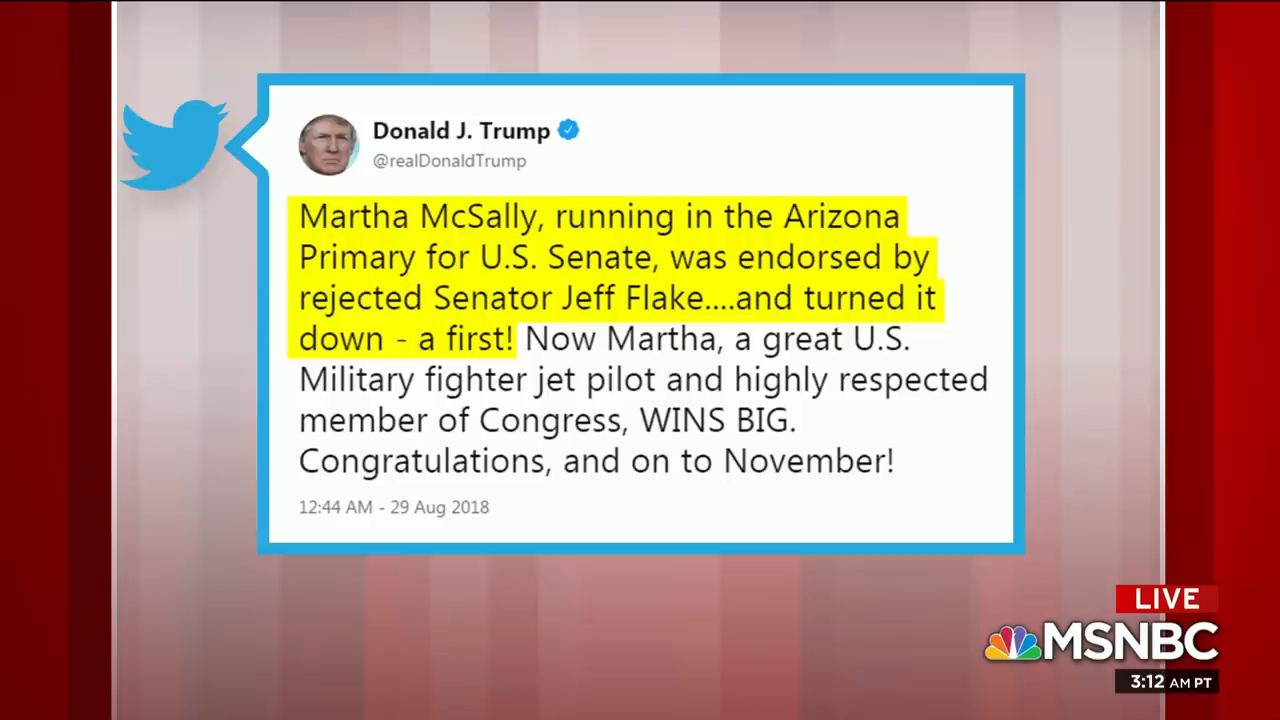 Donald J. Trump
@realDonaldTrump
Martha McSally, running in the Arizona
Primary for U.S. Senate, was endorsed by
rejected Senator Jeff Flake....and turned it
down - a first! Now Martha, a great U.S.
Military fighter jet pilot and highly respected
member of Congress, WINS BIG.
Congratulations, and on to November!
12:44 AM - 29 Aug 2018
LIVE
MSNBC
3:12 AM PT